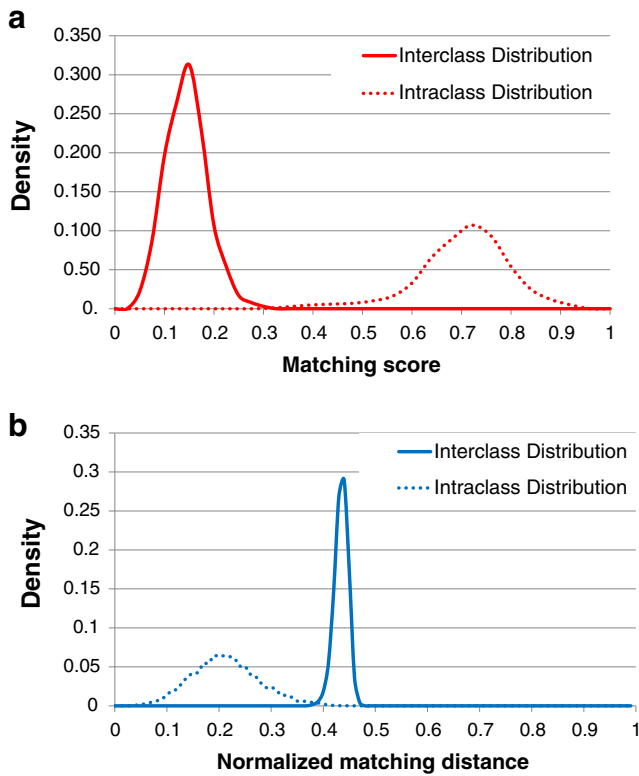 a
0.350
0.300
0.250
0.200
0.150
0.100
0.50
0.
Density
Interclass Distribution
Intraclass Distribution
0 0.1 0.2 0.3 0.4 0.5 0.6 0.7 0.8 0.9 1
Matching score
b
0.35
0.3
0.25
0.2
0.15
0.1
0.05
0
Density
Interclass Distribution
Intraclass Distribution
0 0.1 0.2 0.3 0.4 0.5 0.6 0.7 0.8 0.9 1
Normalized matching distance